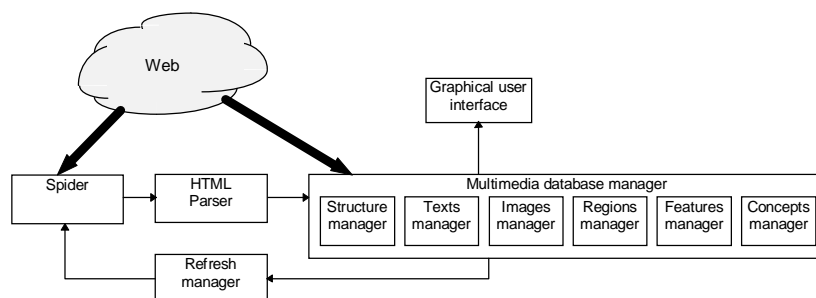 Web
Graphical user
interface
Spider
HTML
Parser
Multimedia database manager
Structure
manager
Texts
manager
Images
manager
Regions
manager
Features
manager
Concepts
manager
Refresh
manager